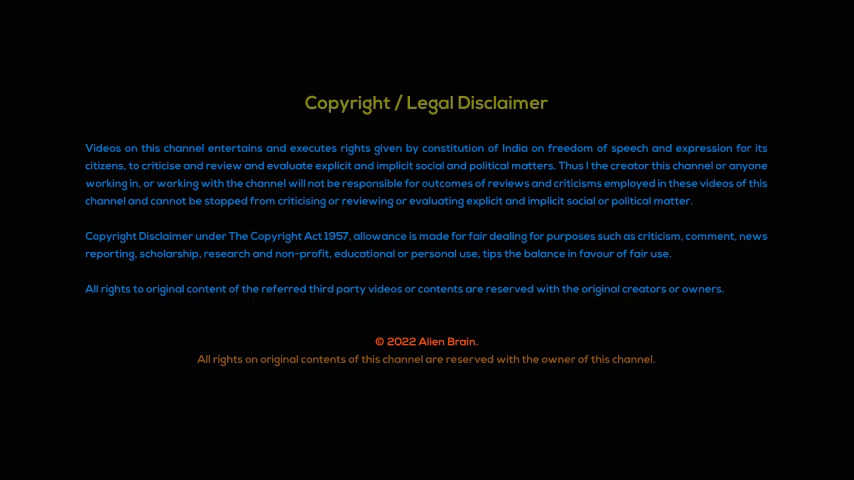 Copyright / Legal Disclaimer
Videos on this channel entertains and executes rights given by constitution of India on freedom of speech and expression for its
citizens, to criticise and review and evaluate explicit and implicit social and political matters. Thus I the creator this channel or anyone
working in, or working with the channel will not be responsible for outcomes of reviews and criticisms employed in these videos of this
channel and cannot be stopped from criticising or reviewing or evaluating explicit and implicit social or political matter.
Copyright Disclaimer under The Copyright Act 1957, allowance is made for fair dealing for purposes such as criticism, comment, news
reporting, scholarship, research and non-profit, educational or personal use, tips the balance in favour of fair use.
All rights to original content of the referred third party videos or contents are reserved with the original creators or owners.
© 2022 Alien Brain.
All rights on original contents of this channel are reserved with the owner of this channel.